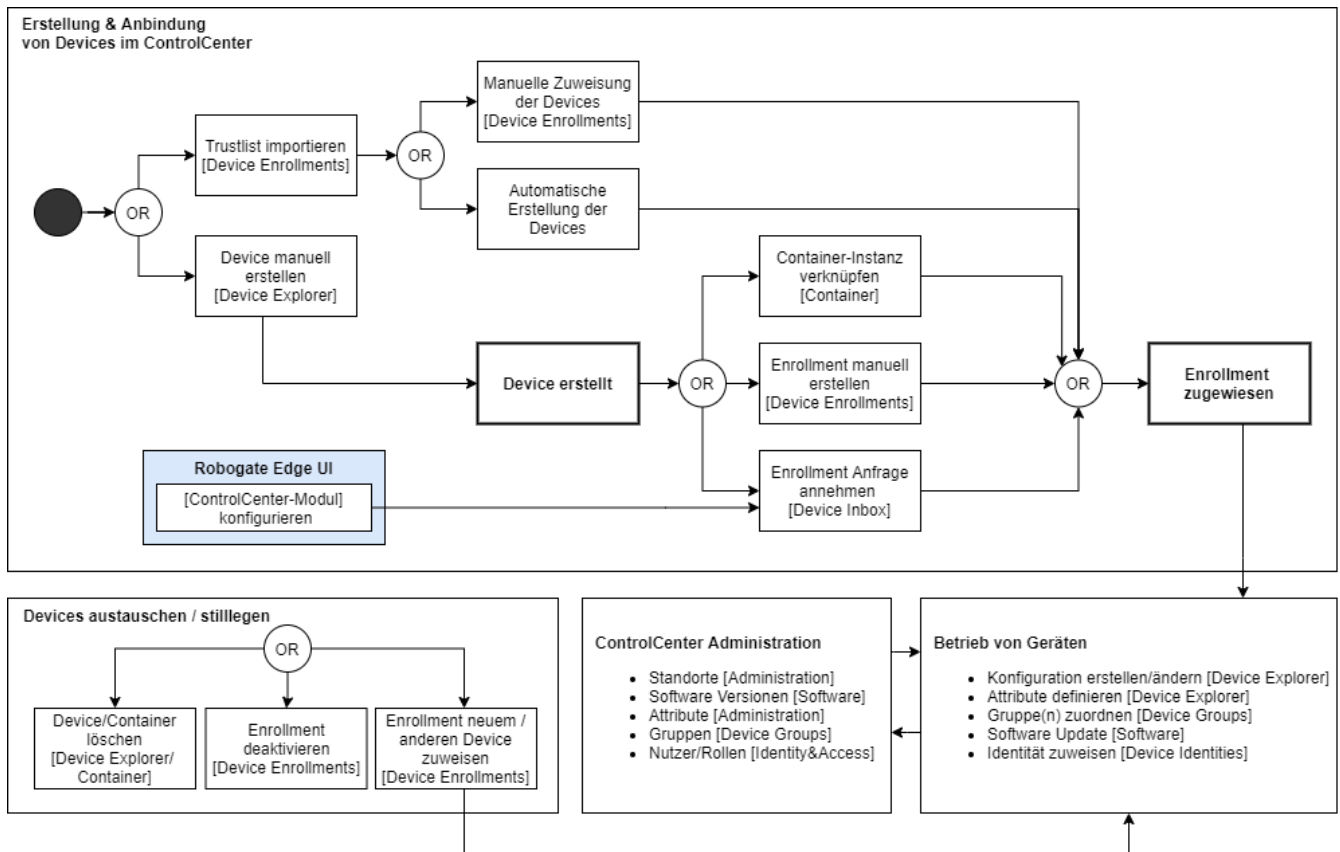 Erstellung & Anbindung
von Devices im ControlCenter
OR
Trustlist importieren
[Device Enrollments]
OR
Manuelle Zuweisung
der Devices
[Device Enrollments]
Automatische
Erstellung der
Devices
Device manuell
erstellen
[Device Explorer]
Device erstellt
OR
Container-Instanz
verknüpfen
[Container]
Enrollment manuell
erstellen
[Device Enrollments]
Enrollment Anfrage
annehmen
[Device Inbox]
OR
Enrollment
zugewiesen
Robogate Edge UI
[ControlCenter-Modul]
konfigurieren
Devices austauschen / stilllegen
OR
Device/Container
löschen
[Device Explorer/
Container]
Enrollment
deaktivieren
[Device Enrollments]
Enrollment neuem /
anderen Device
zuweisen
[Device Enrollments]
ControlCenter Administration
• Standorte [Administration]
• Software Versionen [Software]
• Attribute [Administration]
• Gruppen [Device Groups]
• Nutzer/Rollen [Identity&Access]
Betrieb von Geräten
• Konfiguration erstellen/ändern [Device Explorer]
• Attribute definieren [Device Explorer]
• Gruppe(n) zuordnen [Device Groups]
• Software Update [Software]
• Identität zuweisen [Device Identities]